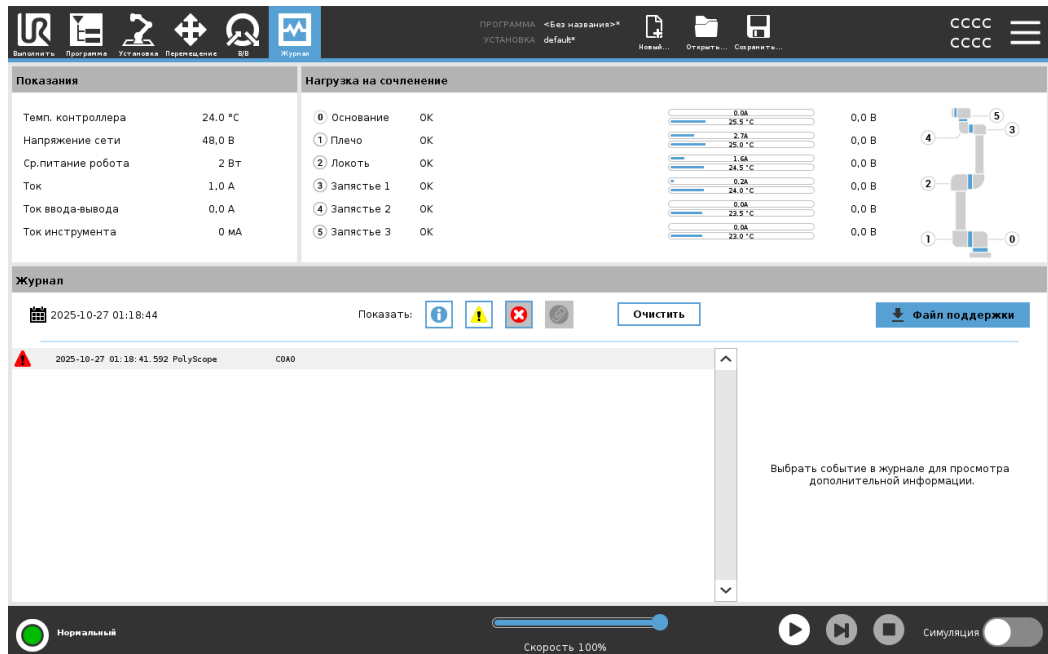 UR
ПРОГРАММА <Без названия>*
УСТАНОВКА default*
CCCC
CCCC
Выполнить Программа Установка Перемещение В/В Журнал
Новый... Открыть... Сохранить...
Показания
Темп. контроллера 24.0 °C
Напряжение сети 48,0 В
Ср.питание робота 2 Вт
Ток 1,0 А
Ток ввода-вывода 0,0 А
Ток инструмента 0 мА
Нагрузка на сочленение
0 Основание OK 0.0A 25.5 °C 0,0 В
1 Плечо OK 2.7A 25.0 °C 0,0 В
2 Локоть OK 1.6A 24.5 °C 0,0 В
3 Запястье 1 OK 0.2A 24.0 °C 0,0 В
4 Запястье 2 OK 0.0A 23.5 °C 0,0 В
5 Запястье 3 OK 0.0A 23.0 °C 0,0 В
5
4 3
2
1 0
Журнал
2025-10-27 01:18:44 Показать: Очистить Файл поддержки
2025-10-27 01:18:41.592 PolyScope C0A0
Выбрать событие в журнале для просмотра
дополнительной информации.
Нормальный
Скорость 100%
Симуляция